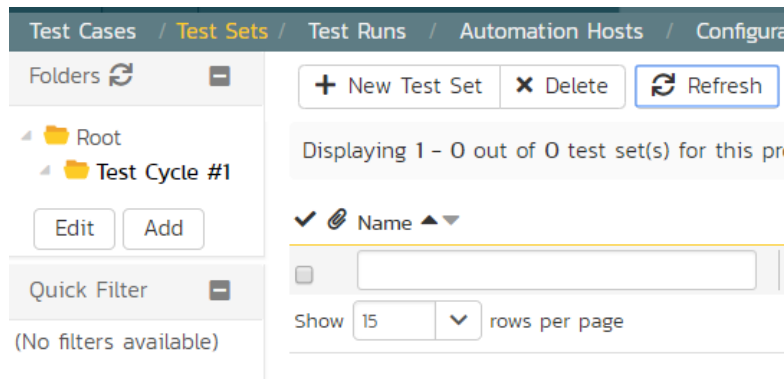 Test Cases / Test Sets / Test Runs / Automation Hosts /
Folders
+ New Test Set × Delete Refresh
Root
Test Cycle #1
Displaying 1 - 0 out of 0 test set(s) for this
Edit Add
Name
Quick Filter
Show 15 rows per page
(No filters available)